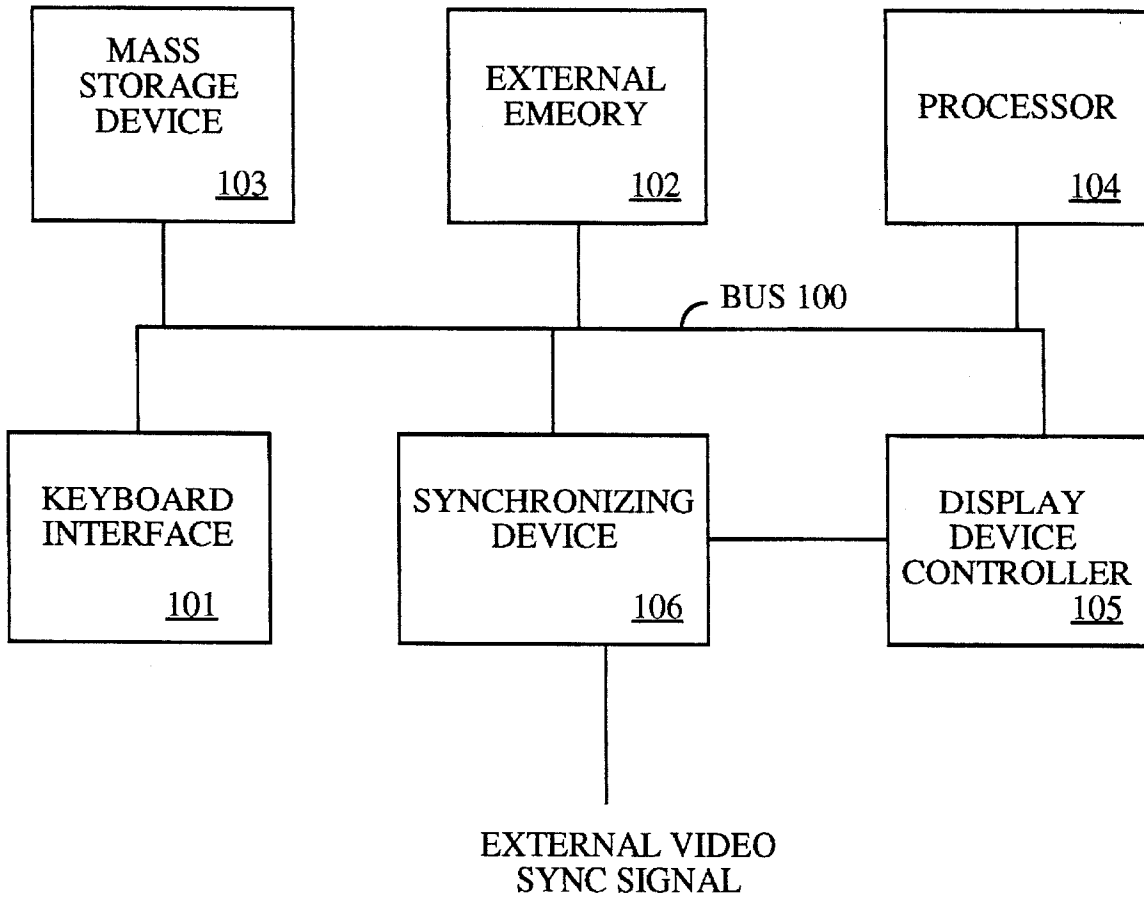 MASS
STORAGE
DEVICE
103
EXTERNAL
EMEORY
102
PROCESSOR
104
BUS 100
KEYBOARD
INTERFACE
101
SYNCHRONIZING
DEVICE
106
DISPLAY
DEVICE
CONTROLLER
105
EXTERNAL VIDEO
SYNC SIGNAL